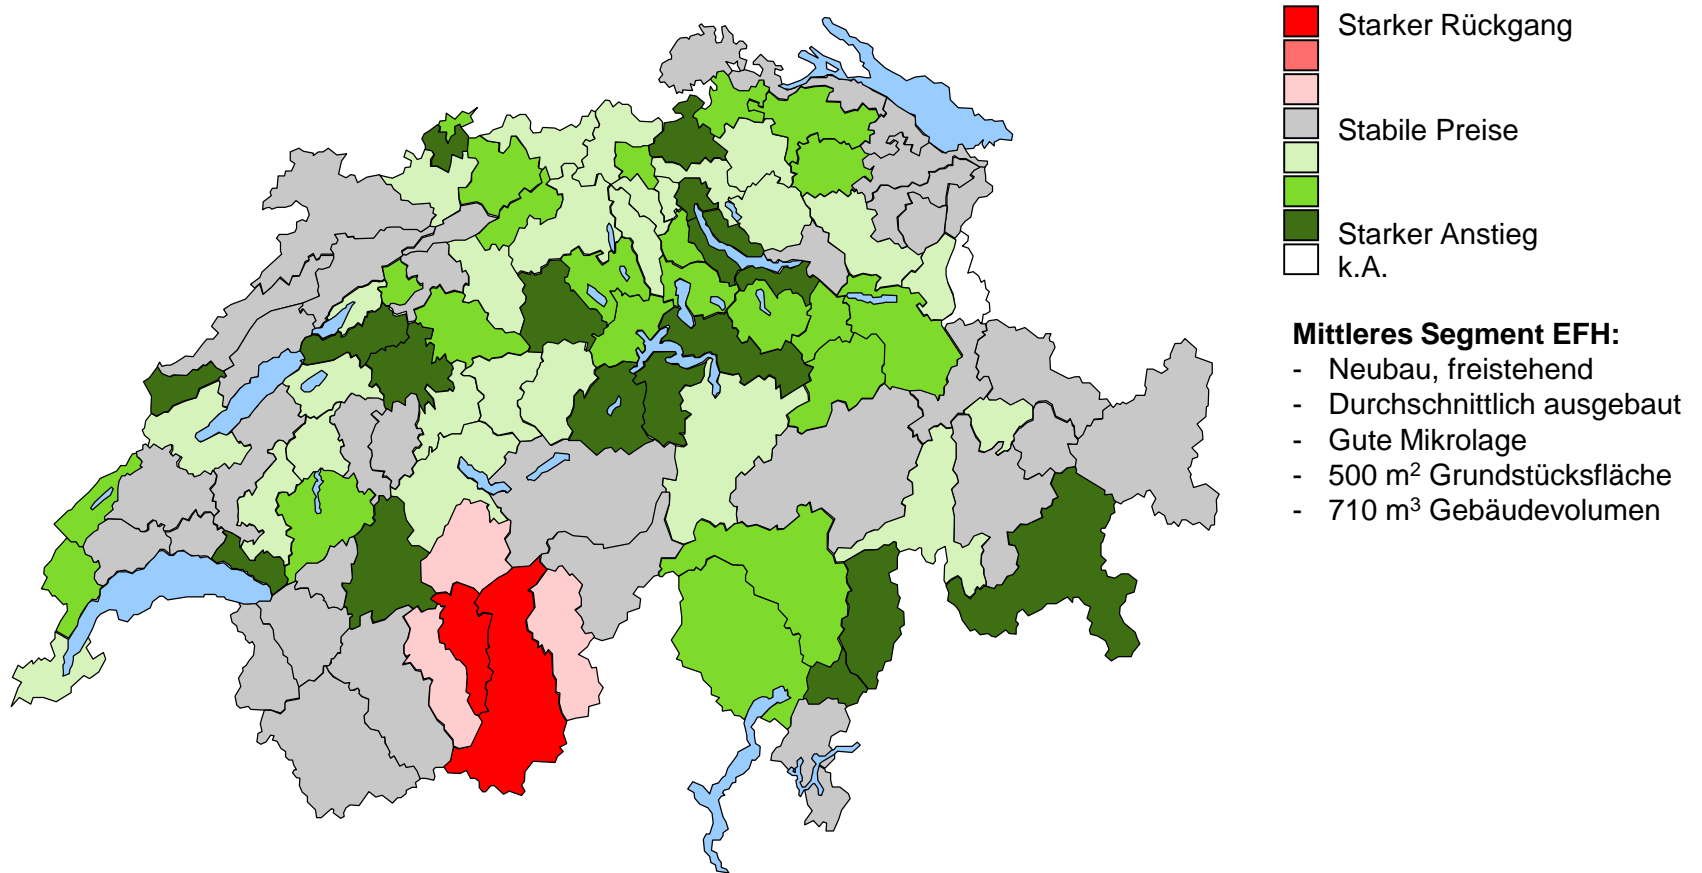 Starker Rückgang
Stabile Preise
Starker Anstieg
k.A.
Mittleres Segment EFH:
- Neubau, freistehend
- Durchschnittlich ausgebaut
- Gute Mikrolage
- 500 m² Grundstücksfläche
- 710 m³ Gebäudevolumen